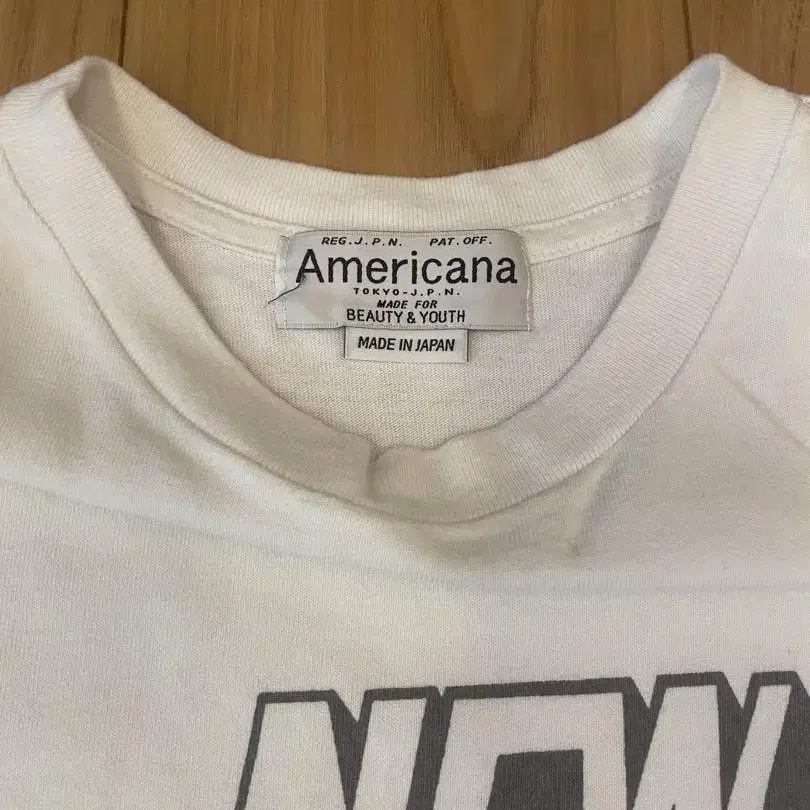 REG.J.P.N. PAT.OFF.
Americana
TOKYO-J.P.N.
MADE FOR
BEAUTY & YOUTH
MADE IN JAPAN